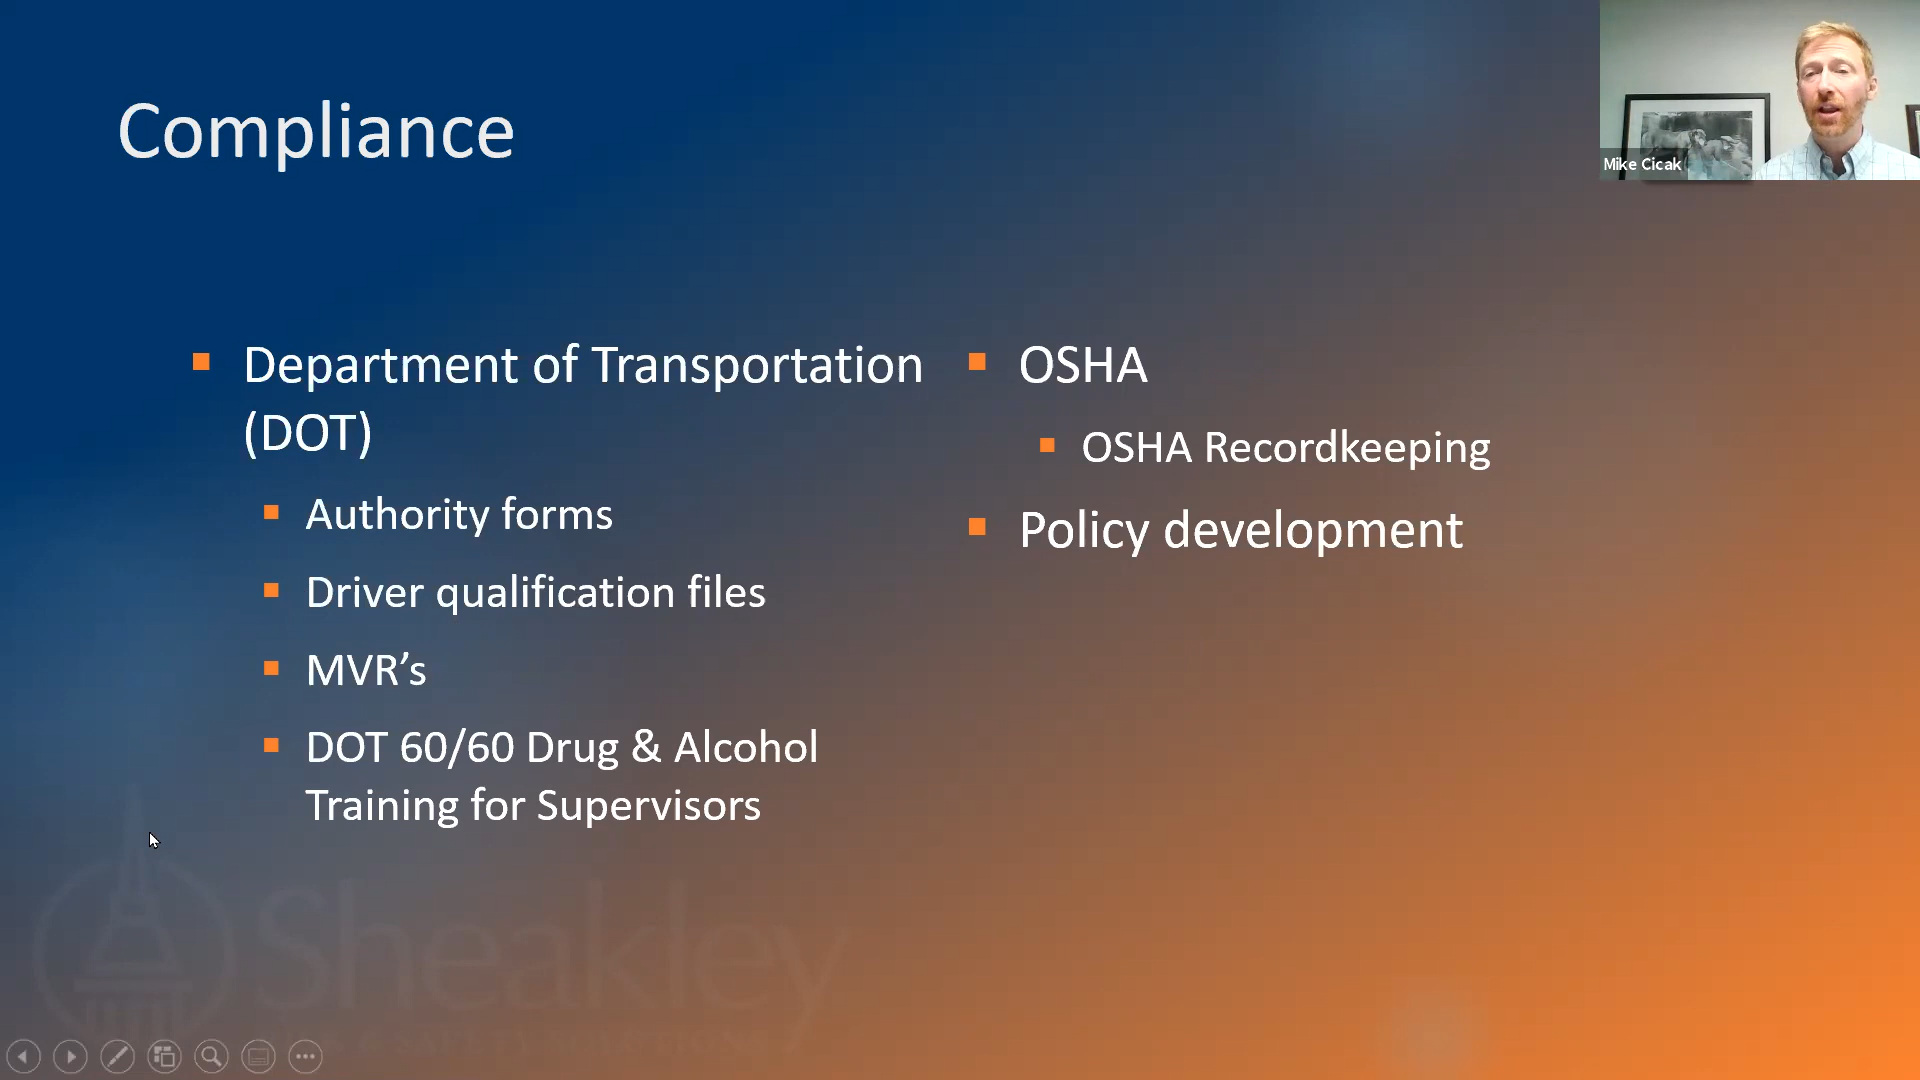 Compliance
Mike Cicak
Department of Transportation
(DOT)
Authority forms
Driver qualification files
MVR’s
DOT 60/60 Drug & Alcohol
Training for Supervisors
OSHA
OSHA Recordkeeping
Policy development
Sheakley